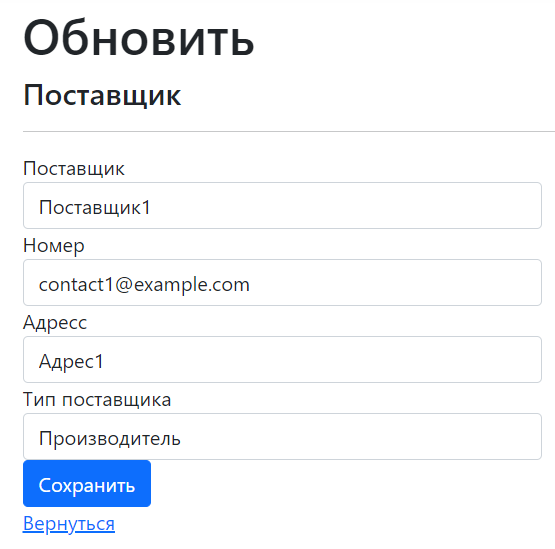 Обновить
Поставщик
Поставщик
Поставщик1
Номер
contact1@example.com
Адресс
Адрес1
Тип поставщика
Производитель
Сохранить
Вернуться